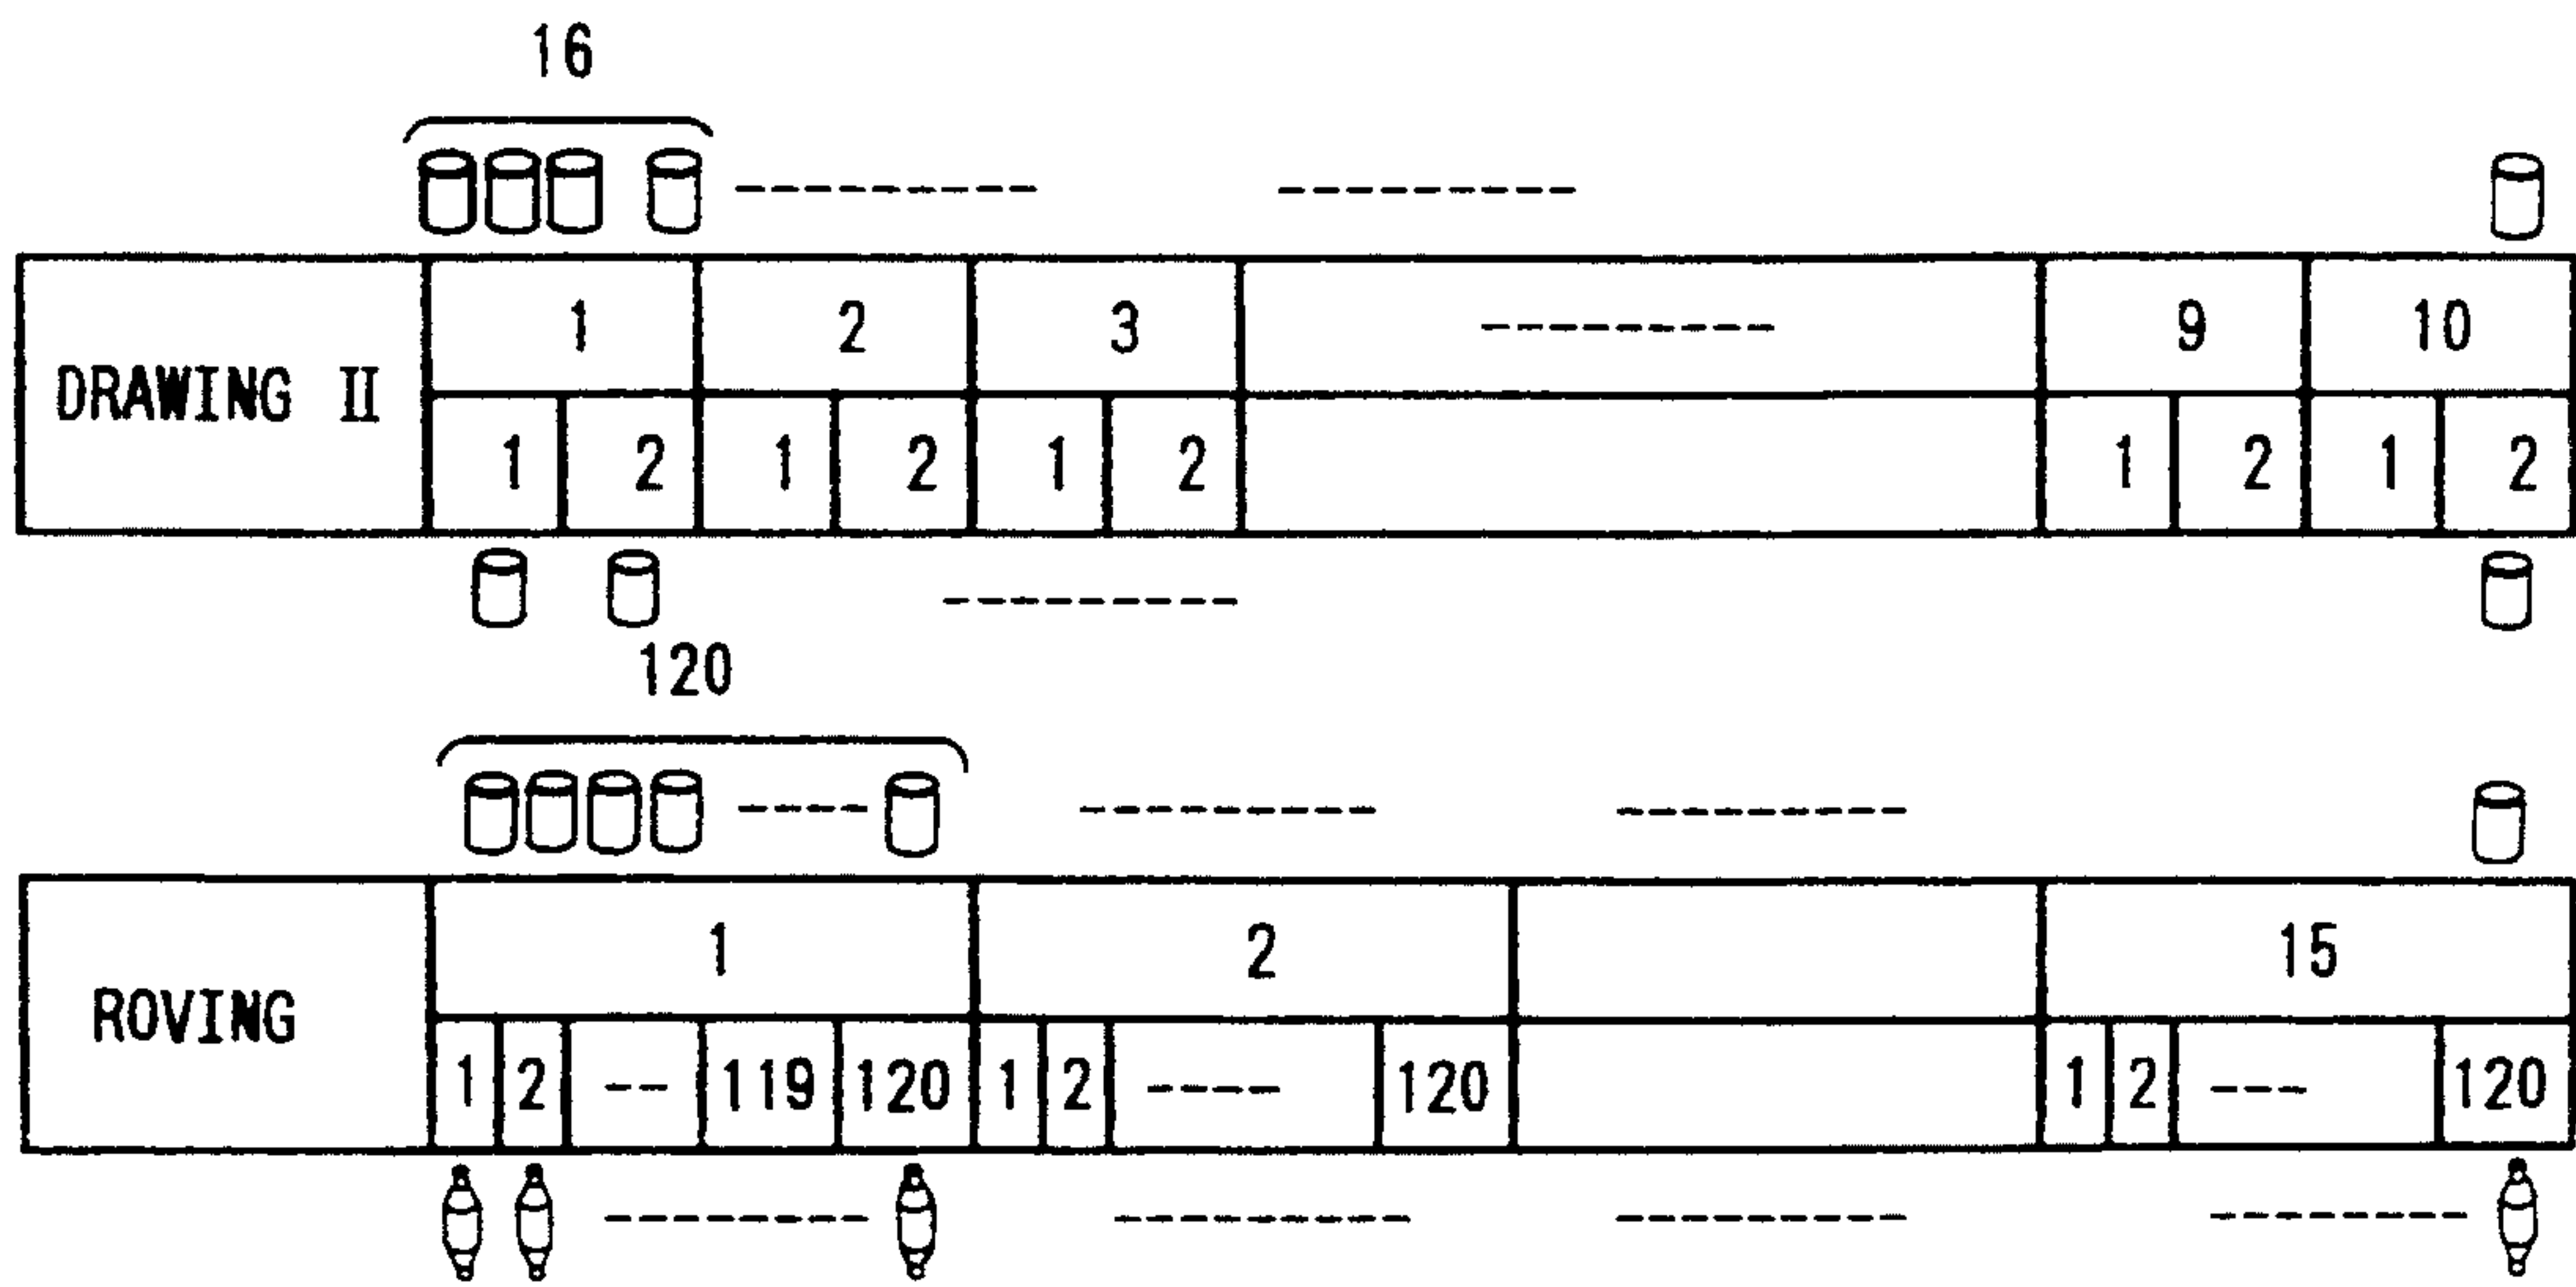 16
1 2 3 --------- 9 10
DRAWING II
1 2 1 2 1 2 1 2 1 2
120
1 2 15
ROVING
1 2 -- 119 120 1 2 ---- 120 1 2 --- 120